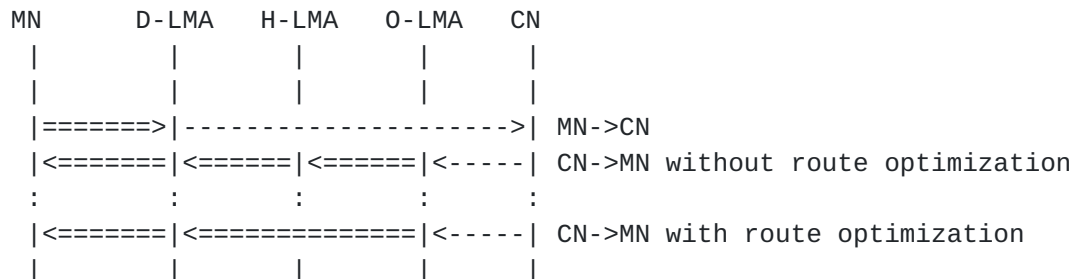 MN      D-LMA   H-LMA   O-LMA   CN
 |        |       |       |      |
 |        |       |       |      |
 |=======>|--------------------->| MN->CN
 |<=======|<======|<======|<-----| CN->MN without route optimization
 :        :       :       :      :
 |<=======|<==============|<-----| CN->MN with route optimization
 |        |       |       |      |